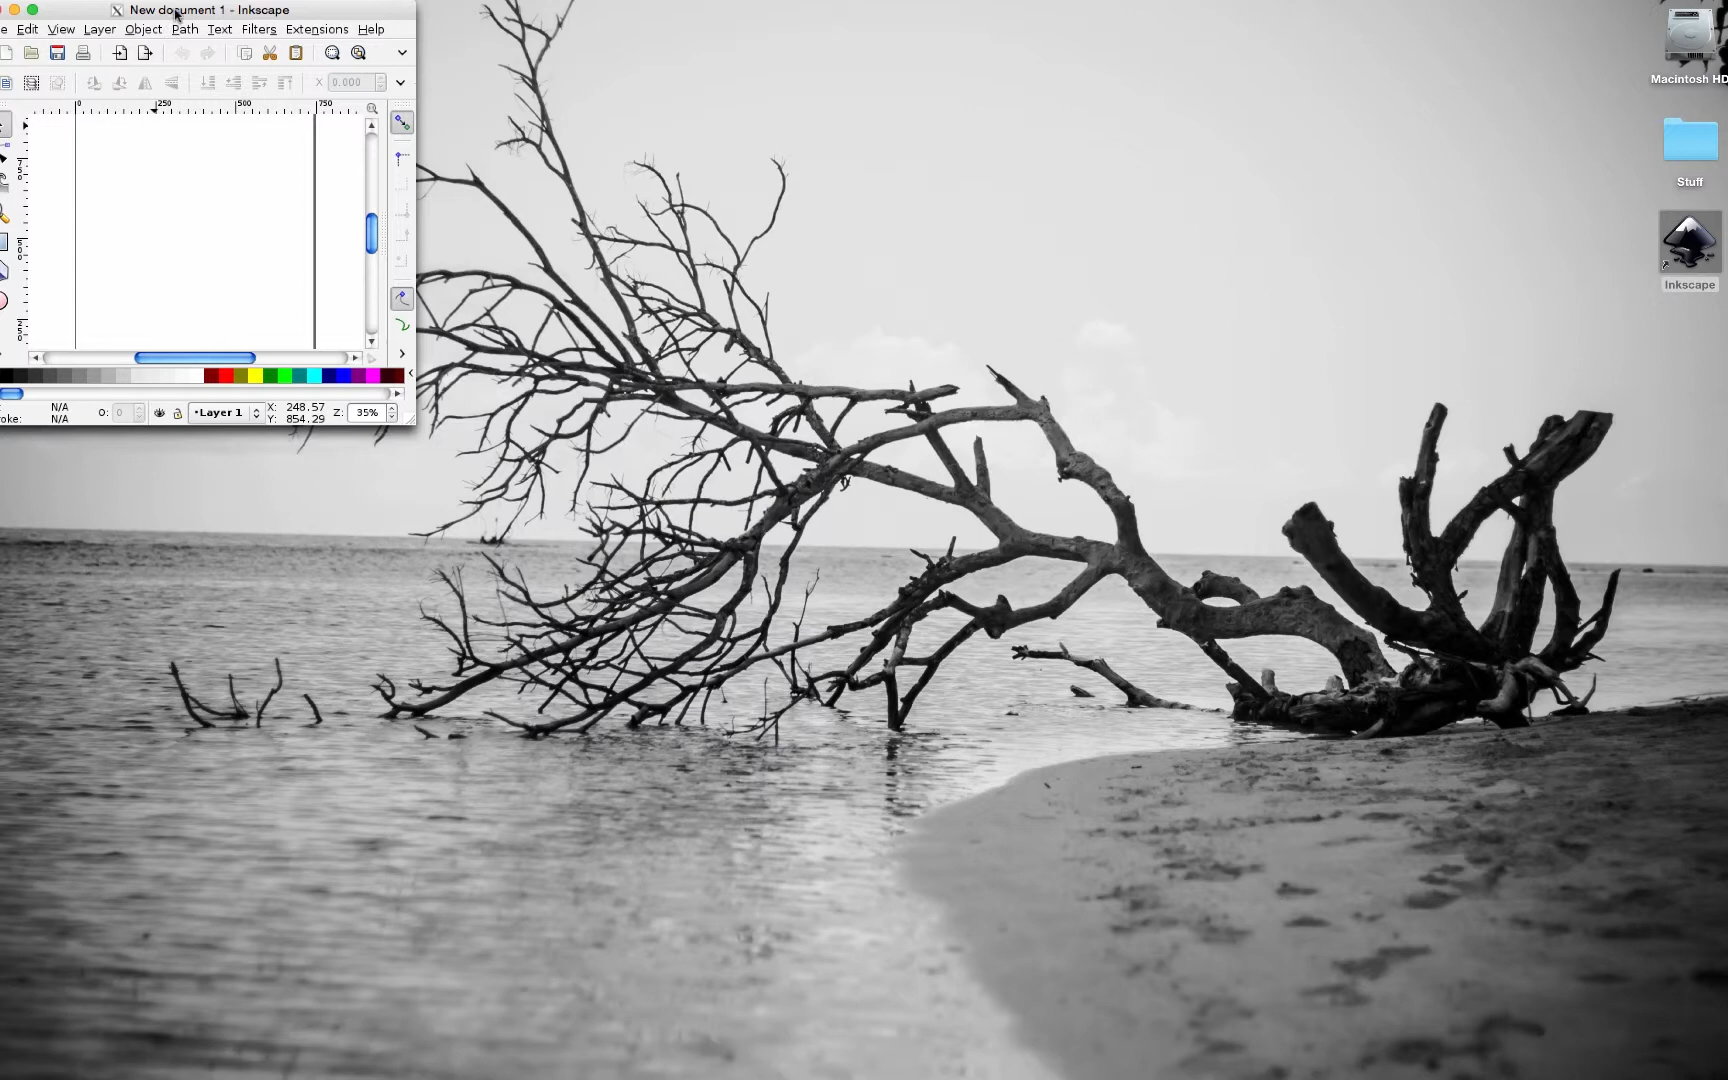 New document 1 - Inkscape
e Edit View Layer Object Path Text Filters Extensions Help
X 0.000
0 250 500 750
N/A
oke: N/A
O: 0
•Layer 1
X: 248.57
Y: 854.29
Z: 35%
Macintosh HD
Stuff
Inkscape